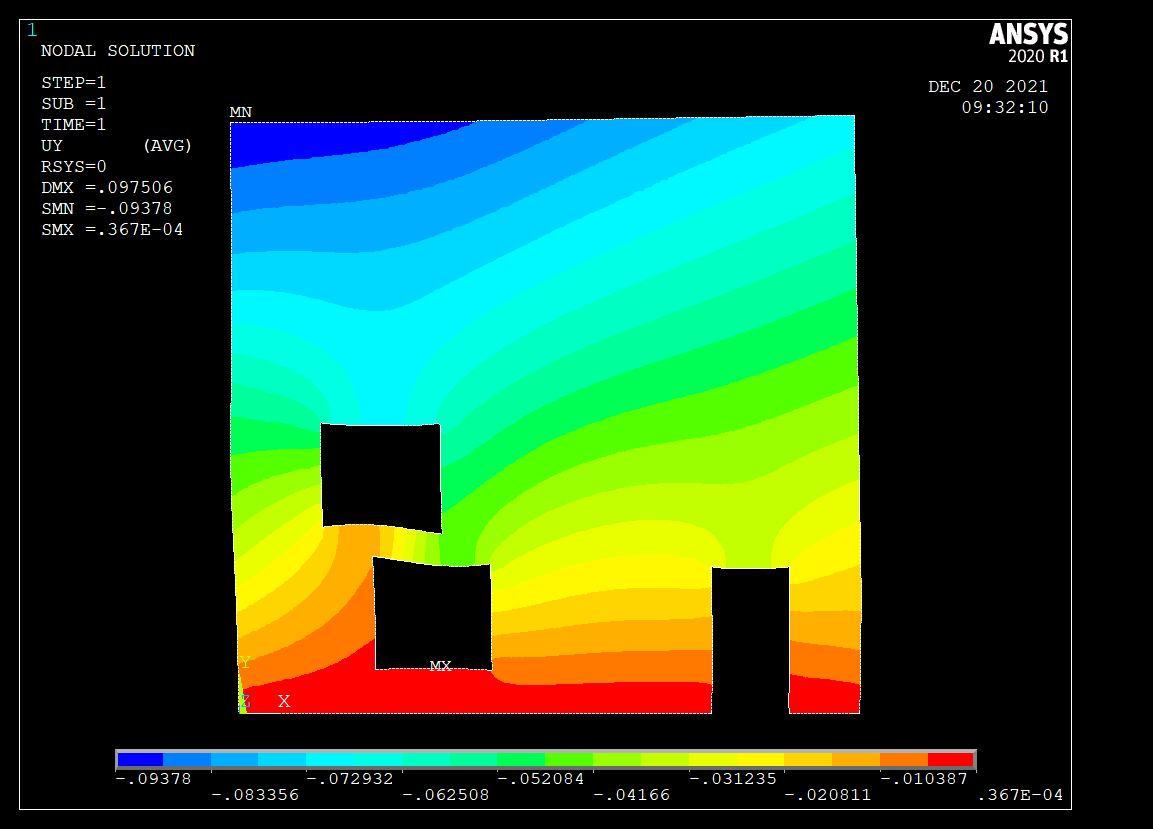 1
NODAL SOLUTION
STEP=1
SUB =1
TIME=1
UY (AVG)
RSYS=0
DMX =.097506
SMN =-.09378
SMX =.367E-04
ANSYS
2020 R1
DEC 20 2021
09:32:10
MN
MX
Y
Z X
-.09378 -.072932 -.052084 -.031235 -.010387
-.083356 -.062508 -.04166 -.020811 .367E-04